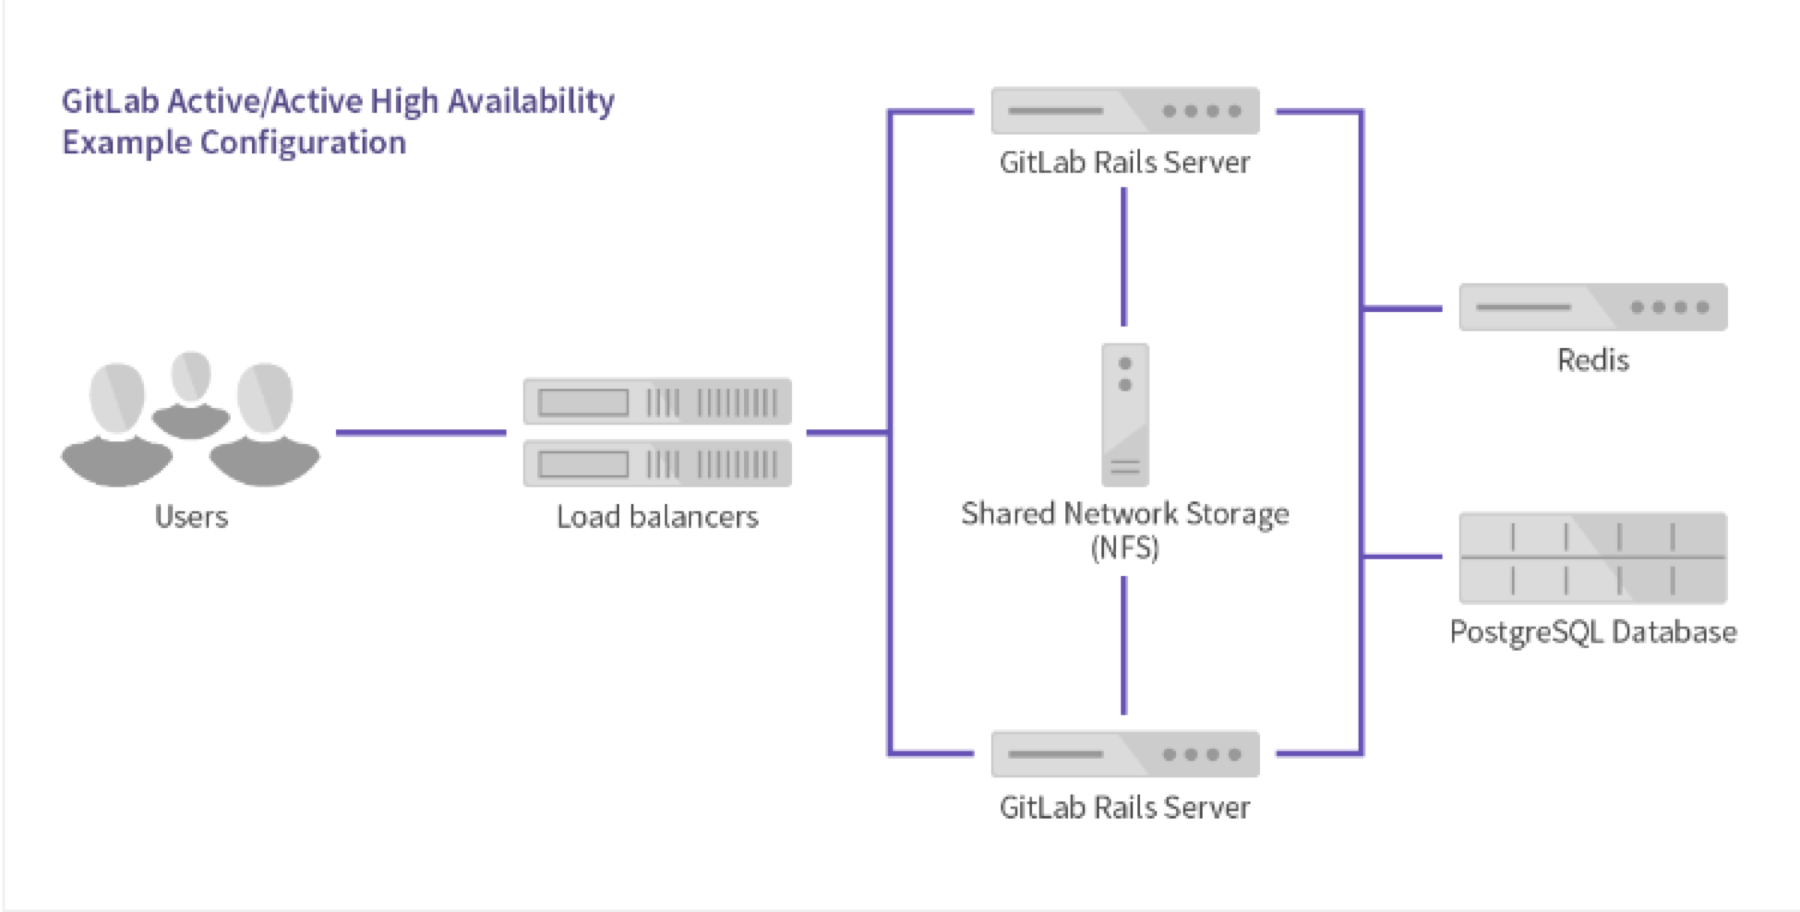 GitLab Active/Active High Availability
Example Configuration
GitLab Rails Server
Redis
Users
Load balancers
Shared Network Storage
(NFS)
PostgreSQL Database
GitLab Rails Server